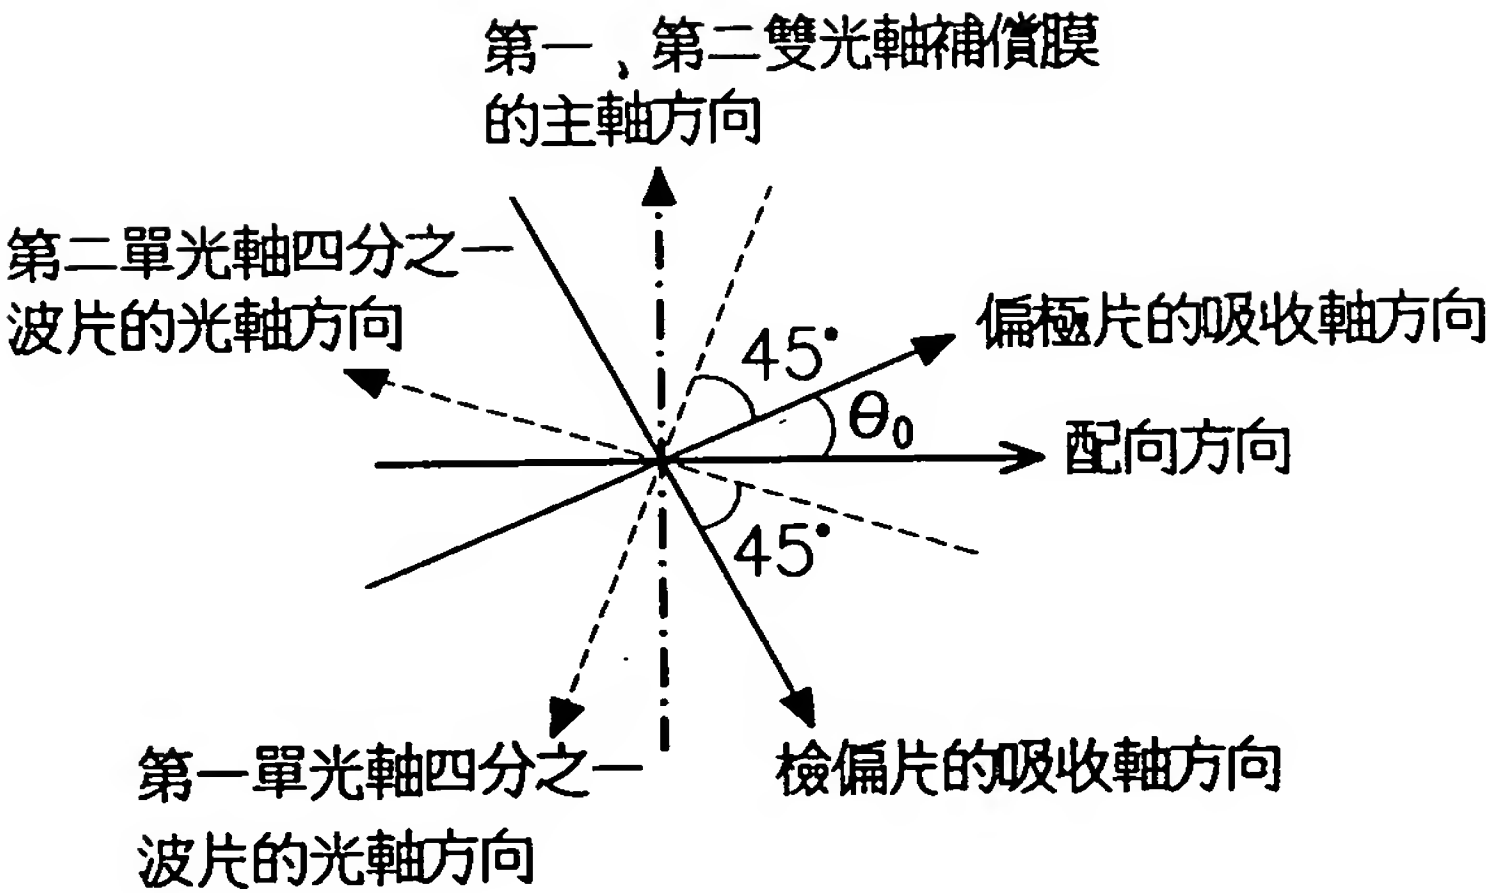 第一、第二雙光軸補償膜
的主軸方向
第二單光軸四分之一
波片的光軸方向
45°
偏極片的吸收軸方向
θ0
配向方向
45°
第一單光軸四分之一
波片的光軸方向
檢偏片的吸收軸方向